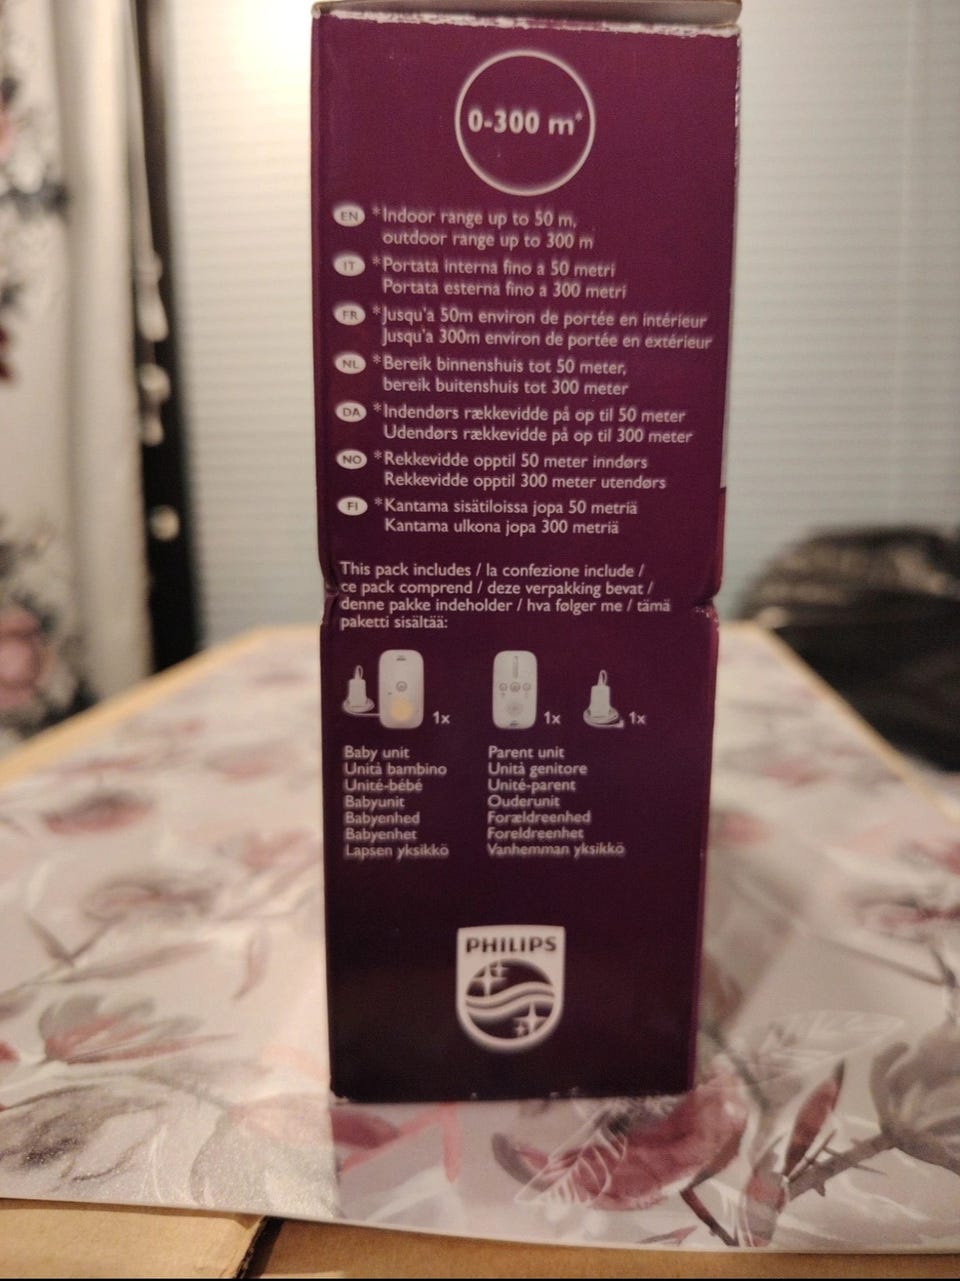 0-300 m*
EN *Indoor range up to 50 m,
outdoor range up to 300 m
IT *Portata interna fino a 50 metri
Portata esterna fino a 300 metri
FR *Jusqu'a 50m environ de portée en intérieur
Jusqu'a 300m environ de portée en extérieur
NL *Bereik binnenshuis tot 50 meter,
bereik buitenshuis tot 300 meter
DA *Indendørs rækkevidde på op til 50 meter
Udendørs rækkevidde på op til 300 meter
NO *Rekkevidde opptil 50 meter inndørs
Rekkevidde opptil 300 meter utendørs
FI *Kantama sisätiloissa jopa 50 metriä
Kantama ulkona jopa 300 metriä
This pack includes / la confezione include /
ce pack comprend / deze verpakking bevat /
denne pakke indeholder / hva følger me / tämä
paketti sisältää:
1x 1x 1x
Baby unit
Unità bambino
Unité-bébé
Babyunit
Babyenhed
Babyenhet
Lapsen yksikkö
Parent unit
Unità genitore
Unité-parent
Ouderunit
Forældreenhed
Foreldreenhet
Vanhemman yksikkö
PHILIPS